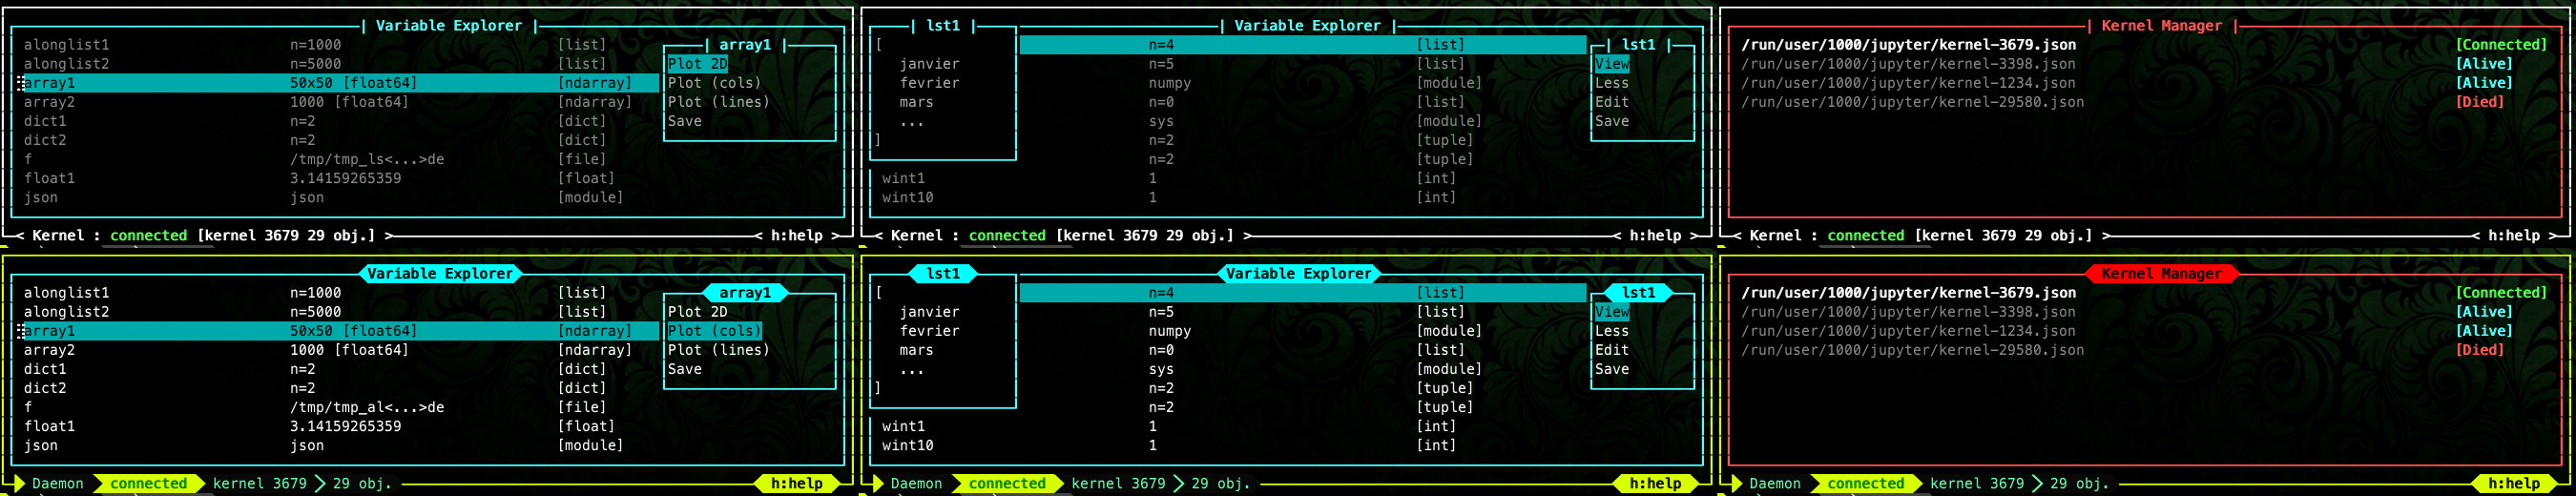 | Variable Explorer |
alonglist1 n=1000 [list]
alonglist2 n=5000 [list]
array1 50x50 [float64] [ndarray]
array2 1000 [float64] [ndarray]
dict1 n=2 [dict]
dict2 n=2 [dict]
f /tmp/tmp_ls<...>de [file]
float1 3.14159265359 [float]
json json [module]
| array1 |
Plot 2D
Plot (cols)
Plot (lines)
Save
< Kernel : connected [kernel 3679 29 obj.] > < h:help >
| lst1 |
[
janvier
fevrier
mars
...
]
| Variable Explorer |
n=4 [list]
n=5 [list]
numpy [module]
n=0 [list]
sys [module]
n=2 [tuple]
n=2 [tuple]
wint1 1 [int]
wint10 1 [int]
| lst1 |
View
Less
Edit
Save
< Kernel : connected [kernel 3679 29 obj.] > < h:help >
| Kernel Manager |
/run/user/1000/jupyter/kernel-3679.json [Connected]
/run/user/1000/jupyter/kernel-3398.json [Alive]
/run/user/1000/jupyter/kernel-1234.json [Alive]
/run/user/1000/jupyter/kernel-29580.json [Died]
< Kernel : connected [kernel 3679 29 obj.] > < h:help >
Variable Explorer
alonglist1 n=1000 [list]
alonglist2 n=5000 [list]
array1 50x50 [float64] [ndarray]
array2 1000 [float64] [ndarray]
dict1 n=2 [dict]
dict2 n=2 [dict]
f /tmp/tmp_al<...>de [file]
float1 3.14159265359 [float]
json json [module]
array1
Plot 2D
Plot (cols)
Plot (lines)
Save
Daemon connected kernel 3679 29 obj. h:help
lst1
[
janvier
fevrier
mars
...
]
Variable Explorer
n=4 [list]
n=5 [list]
numpy [module]
n=0 [list]
sys [module]
n=2 [tuple]
n=2 [tuple]
wint1 1 [int]
wint10 1 [int]
lst1
View
Less
Edit
Save
Daemon connected kernel 3679 29 obj. h:help
Kernel Manager
/run/user/1000/jupyter/kernel-3679.json [Connected]
/run/user/1000/jupyter/kernel-3398.json [Alive]
/run/user/1000/jupyter/kernel-1234.json [Alive]
/run/user/1000/jupyter/kernel-29580.json [Died]
Daemon connected kernel 3679 29 obj. h:help